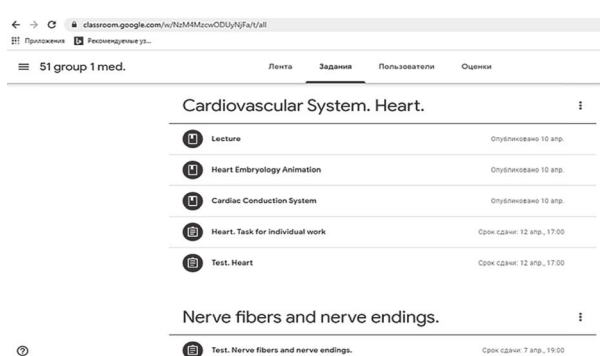 classroom.google.com/w/NzM4MzcwODUyNjFa/t/all
Приложения Рекомендуемые уз...
51 group 1 med. Лента Задания Пользователи Оценки
Cardiovascular System. Heart.
Lecture Опубликовано 10 апр.
Heart Embryology Animation Опубликовано 10 апр.
Cardiac Conduction System Опубликовано 10 апр.
Heart. Task for individual work Срок сдачи: 12 апр., 17:00
Test. Heart Срок сдачи: 12 апр., 17:00
Nerve fibers and nerve endings.
Test. Nerve fibers and nerve endings. Срок сдачи: 7 апр., 19:00